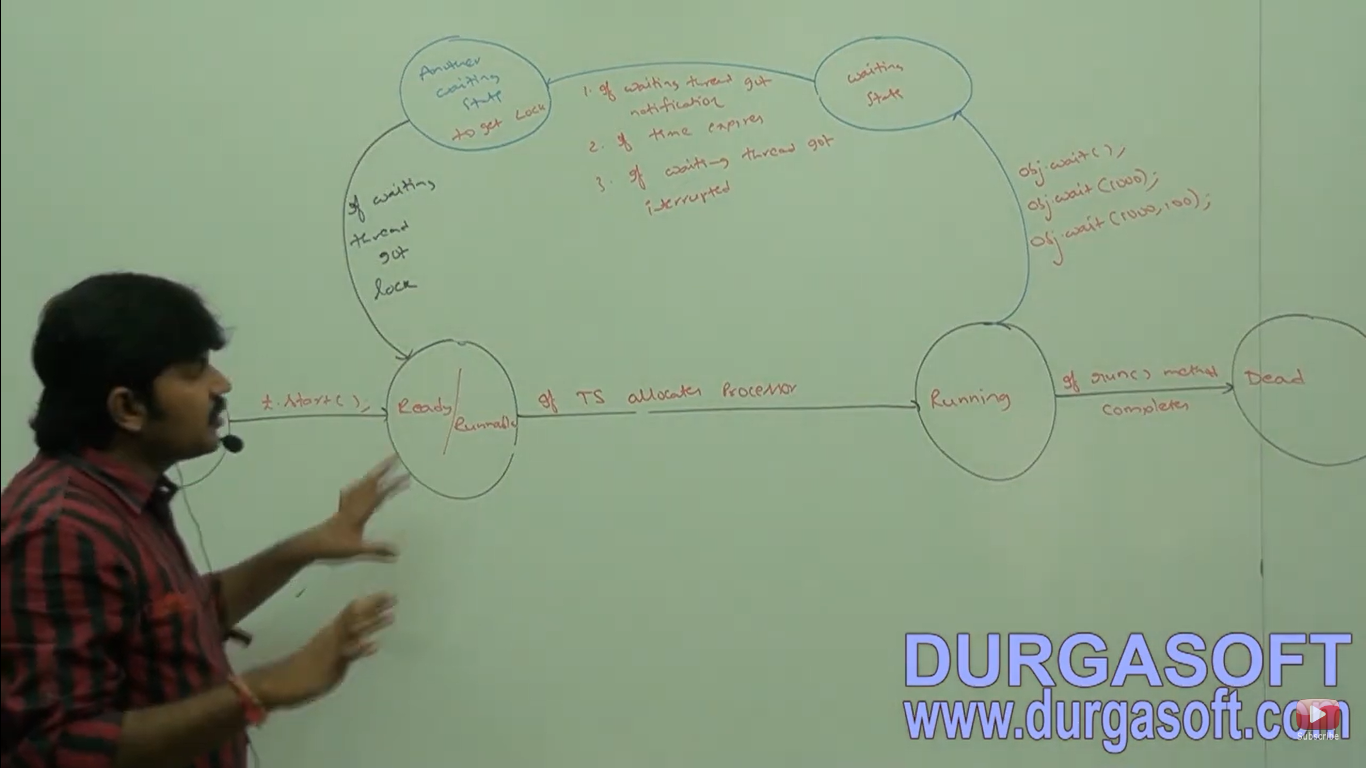 Another
waiting
state
to get Lock
1. If waiting thread got
notification
2. If time expires
3. If waiting thread got
interrupted
waiting
state
obj.wait();
obj.wait(1000);
obj.wait(1000,100);
If waiting
thread
got
lock
t.start();
Ready/
Runnable
If TS allocates Processor
Running
If run() method
completes
Dead
DURGASOFT
www.durgasoft.com
Subscribe